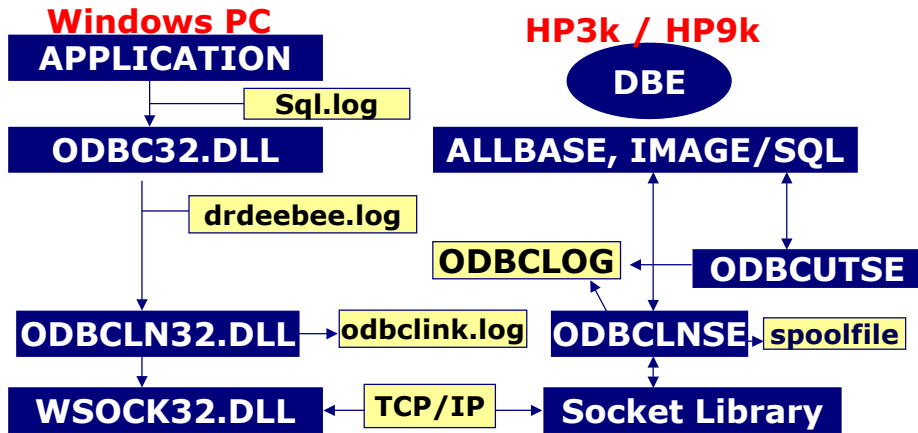 Windows PC
APPLICATION
Sql.log
ODBC32.DLL
drdeebee.log
ODBCLN32.DLL
odbclink.log
WSOCK32.DLL
TCP/IP
HP3k / HP9k
DBE
ALLBASE, IMAGE/SQL
ODBCLOG
ODBCUTSE
ODBCLNSE
spoolfile
Socket Library